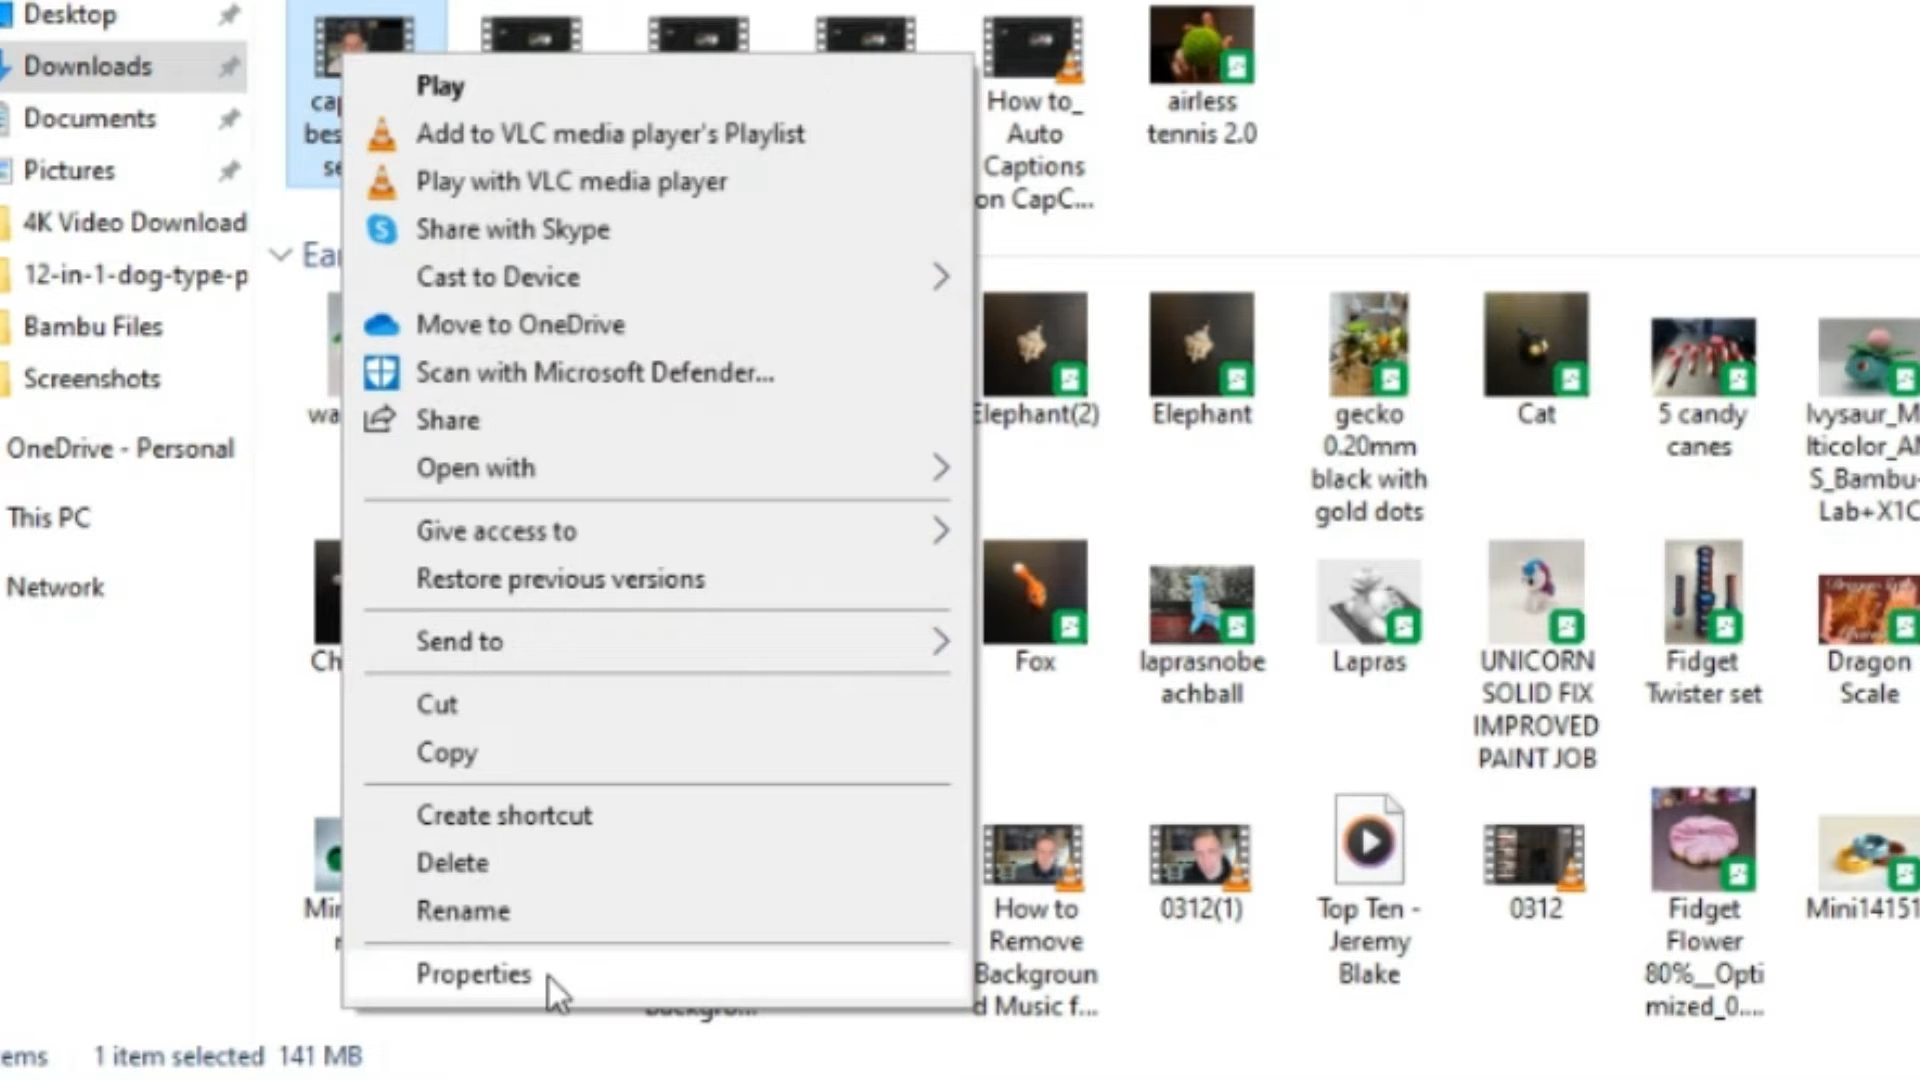 Desktop
Downloads
Documents
Pictures
4K Video Download
12-in-1-dog-type-p
Bambu Files
Screenshots
OneDrive - Personal
This PC
Network
Play
Add to VLC media player's Playlist
Play with VLC media player
Share with Skype
Cast to Device
Move to OneDrive
Scan with Microsoft Defender...
Share
Open with
Give access to
Restore previous versions
Send to
Cut
Copy
Create shortcut
Delete
Rename
Properties
How to_
Auto
Captions
on CapC...
airless
tennis 2.0
Elephant(2)
Elephant
gecko
0.20mm
black with
gold dots
Cat
5 candy
canes
Ivysaur_M
lticolor_AM
S_Bambu-
Lab+X1C
Fox
laprasnobe
achball
Lapras
UNICORN
SOLID FIX
IMPROVED
PAINT JOB
Fidget
Twister set
Dragon
Scale
How to
Remove
Backgroun
d Music f...
0312(1)
Top Ten -
Jeremy
Blake
0312
Fidget
Flower
80%__Opti
mized_0....
Mini14151
1 item selected 141 MB